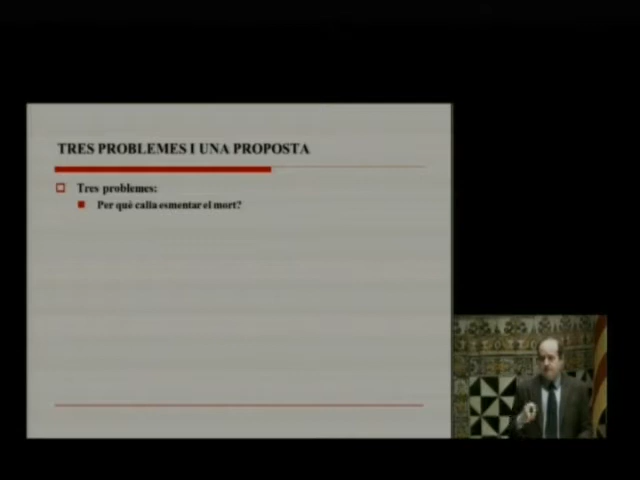 TRES PROBLEMES I UNA PROPOSTA
Tres problemes:
Per què calia esmentar el mort?